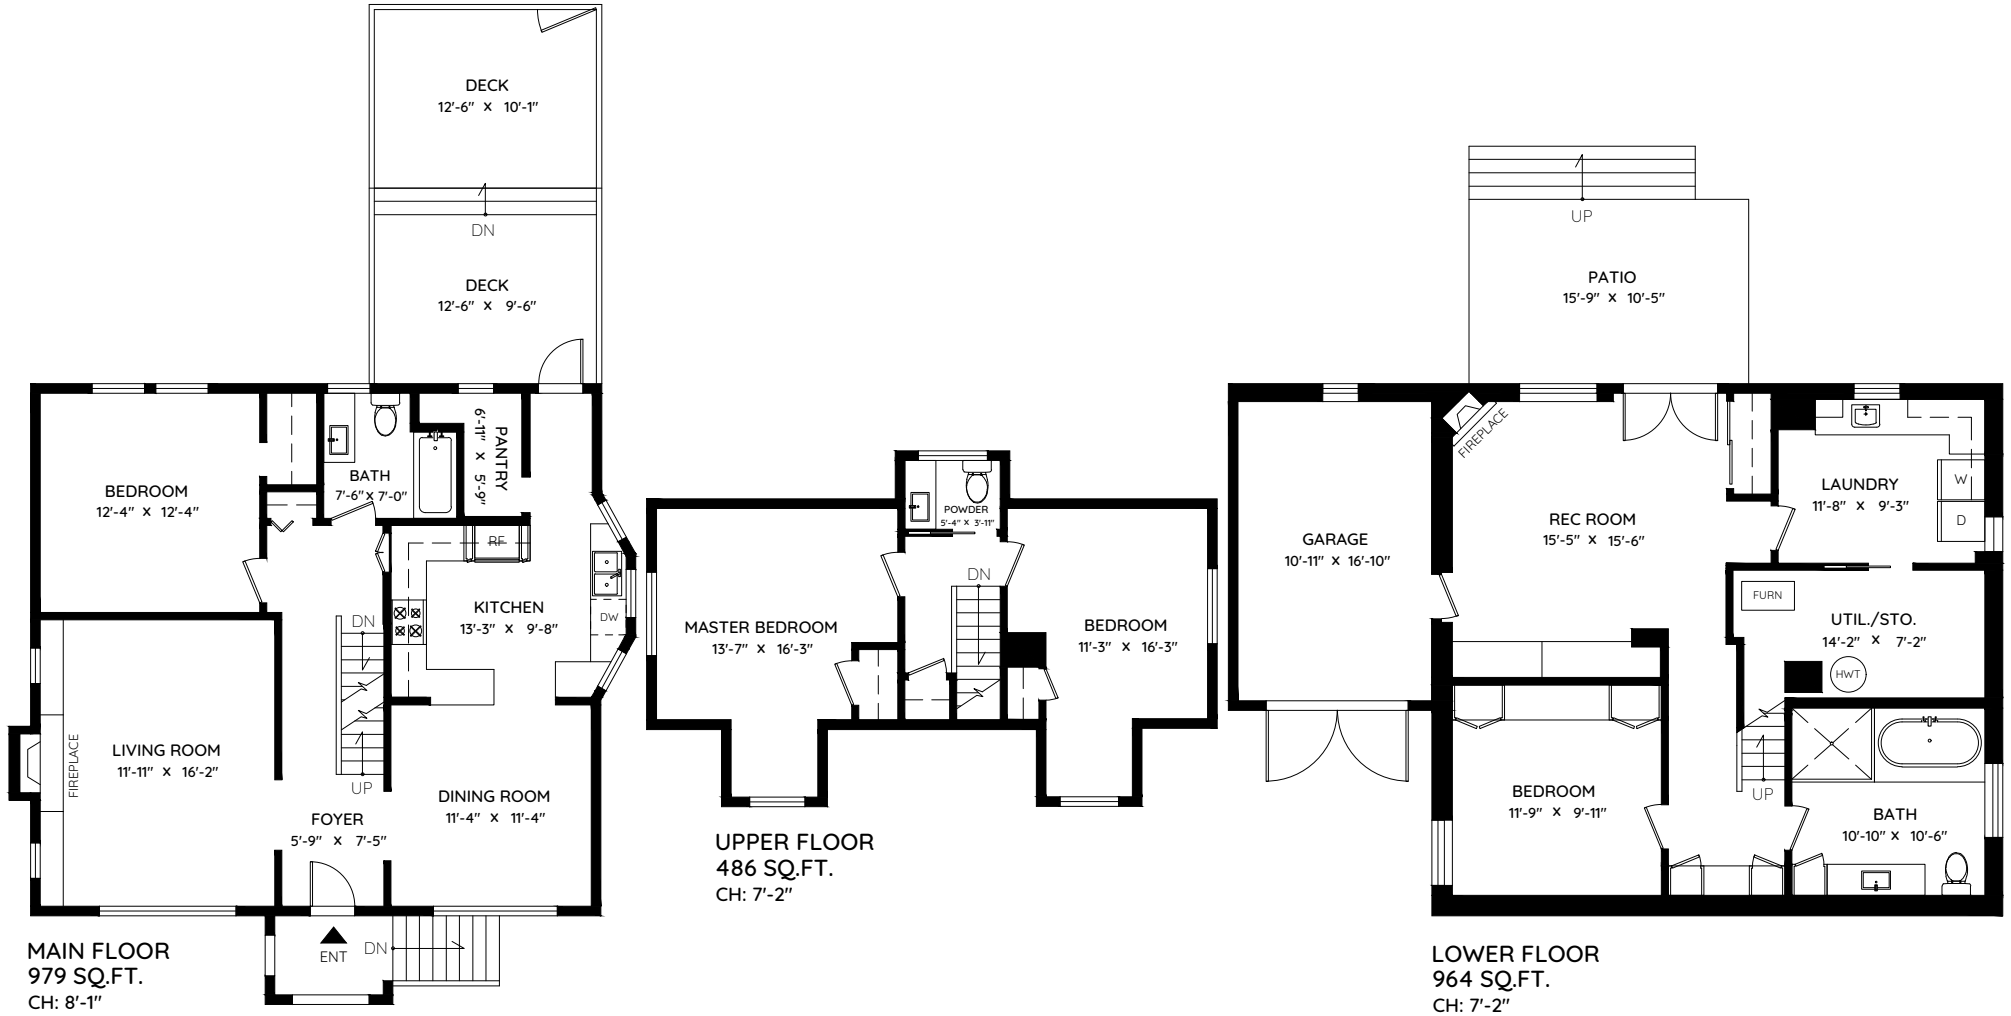 DECK
12'-6" X 10'-1"
DN
DECK
12'-6" X 9'-6"
BEDROOM
12'-4" X 12'-4"
BATH
7'-6" X 7'-0"
PANTRY
6'-11" X 5'-9"
RF
KITCHEN
13'-3" X 9'-8"
DW
DN
LIVING ROOM
11'-11" X 16'-2"
FIREPLACE
UP
FOYER
5'-9" X 7'-5"
DINING ROOM
11'-4" X 11'-4"
ENT
DN
MAIN FLOOR
979 SQ.FT.
CH: 8'-1"
POWDER
5'-4" X 3'-11"
DN
MASTER BEDROOM
13'-7" X 16'-3"
BEDROOM
11'-3" X 16'-3"
UPPER FLOOR
486 SQ.FT.
CH: 7'-2"
UP
PATIO
15'-9" X 10'-5"
FIREPLACE
GARAGE
10'-11" X 16'-10"
REC ROOM
15'-5" X 15'-6"
LAUNDRY
11'-8" X 9'-3"
W
D
FURN
UTIL./STO.
14'-2" X 7'-2"
HWT
BEDROOM
11'-9" X 9'-11"
UP
BATH
10'-10" X 10'-6"
LOWER FLOOR
964 SQ.FT.
CH: 7'-2"